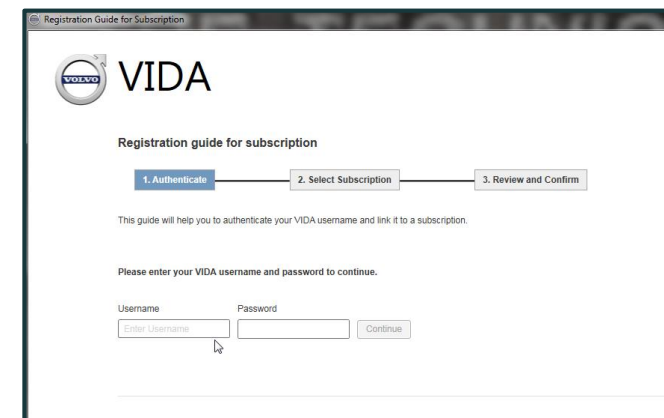 Registration Guide for Subscription
VOLVO
VIDA
Registration guide for subscription
1. Authenticate
2. Select Subscription
3. Review and Confirm
This guide will help you to authenticate your VIDA username and link it to a subscription.
Please enter your VIDA username and password to continue.
Username
Password
Enter Username
Continue